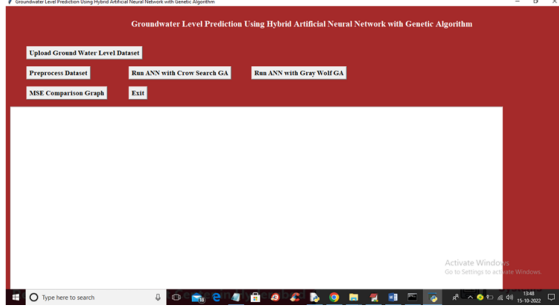 Groundwater Level Prediction Using Hybrid Artificial Neural Network with Genetic Algorithm
Groundwater Level Prediction Using Hybrid Artificial Neural Network with Genetic Algorithm
Upload Ground Water Level Dataset
Preprocess Dataset
Run ANN with Crow Search GA
Run ANN with Gray Wolf GA
MSE Comparison Graph
Exit
Activate Windows
Go to Settings to activate Windows.
Type here to search
13:48
15-10-2022